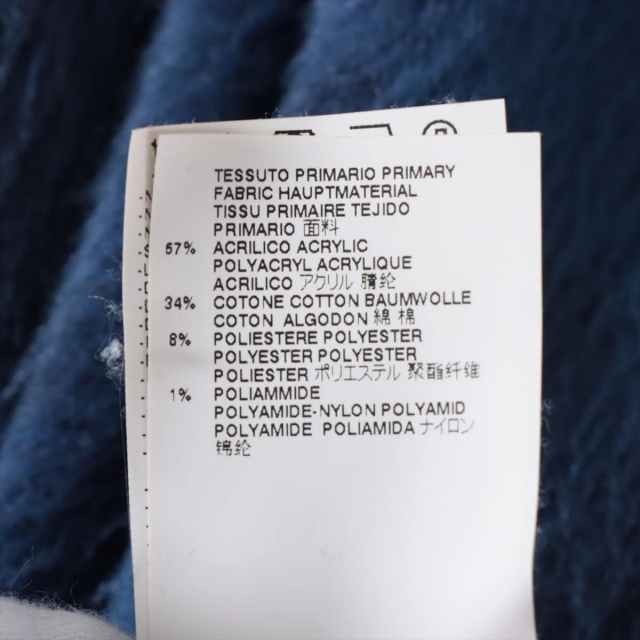 TESSUTO PRIMARIO PRIMARY
FABRIC HAUPTMATERIAL
TISSU PRIMAIRE TEJIDO
PRIMARIO 面料
57% ACRILICO ACRYLIC
POLYACRYL ACRYLIQUE
ACRILICO アクリル 腈纶
34% COTONE COTTON BAUMWOLLE
COTON ALGODON 綿 棉
8% POLIESTERE POLYESTER
POLYESTER POLYESTER
POLIESTER ポリエステル 聚酯纤维
1% POLIAMMIDE
POLYAMIDE-NYLON POLYAMID
POLYAMIDE POLIAMIDA ナイロン
锦纶